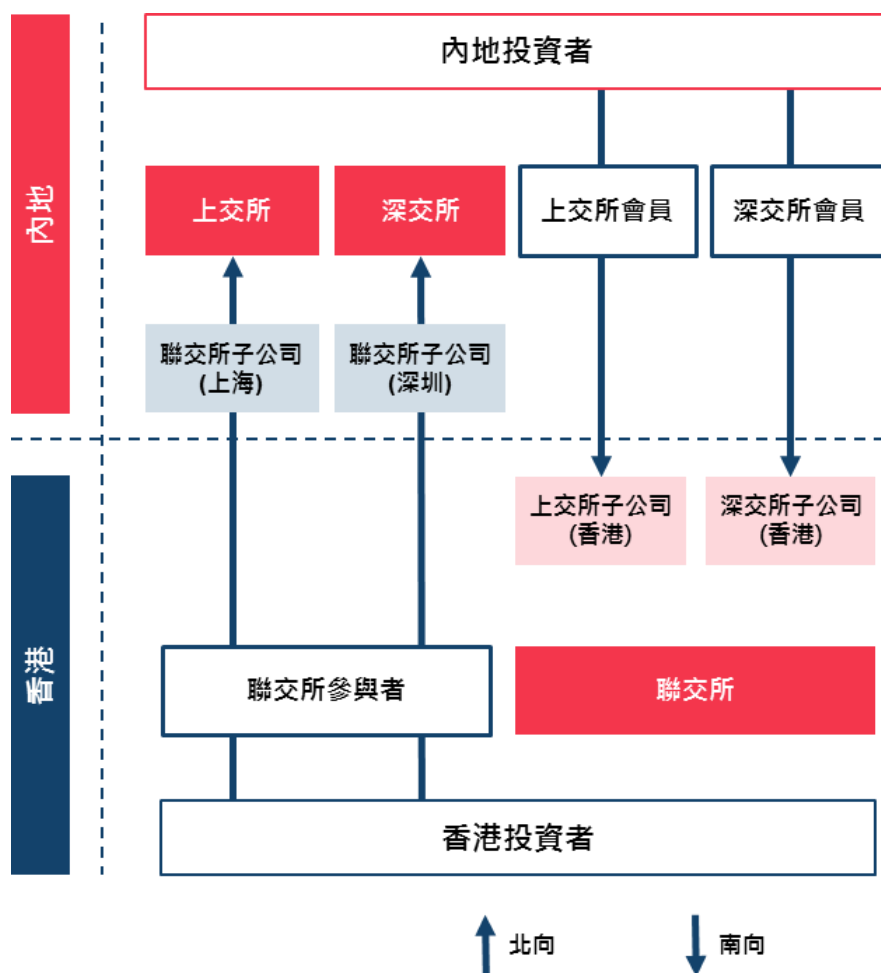 內地投資者
內地
上交所
深交所
上交所會員
深交所會員
聯交所子公司
(上海)
聯交所子公司
(深圳)
香港
上交所子公司
(香港)
深交所子公司
(香港)
聯交所參與者
聯交所
香港投資者
北向
南向